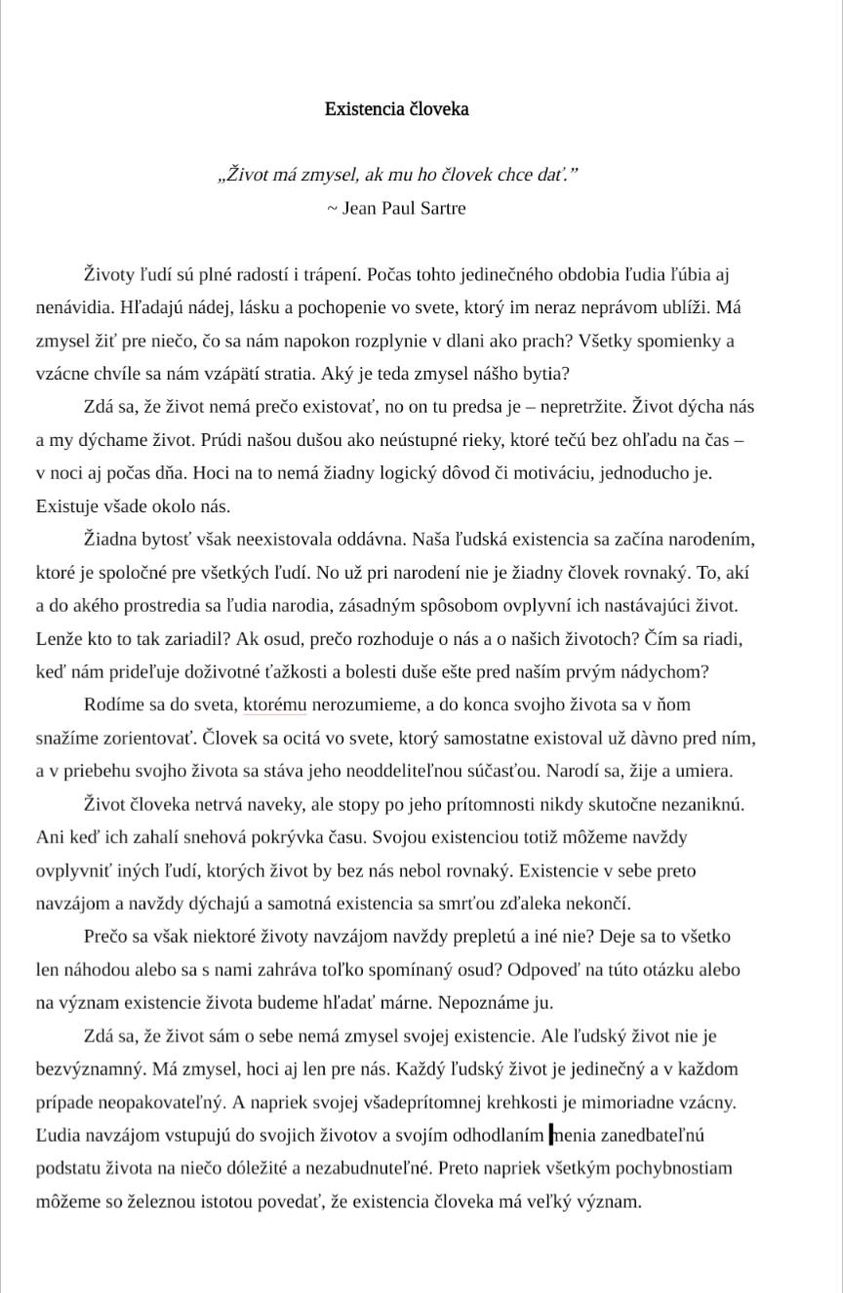 Existencia človeka
„Život má zmysel, ak mu ho človek chce dať.”
~ Jean Paul Sartre
Životy ľudí sú plné radostí i trápení. Počas tohto jedinečného obdobia ľudia ľúbia aj
nenávidia. Hľadajú nádej, lásku a pochopenie vo svete, ktorý im neraz neprávom ublíži. Má
zmysel žiť pre niečo, čo sa nám napokon rozplynie v dlani ako prach? Všetky spomienky a
vzácne chvíle sa nám vzápätí stratia. Aký je teda zmysel nášho bytia?
Zdá sa, že život nemá prečo existovať, no on tu predsa je – nepretržite. Život dýcha nás
a my dýchame život. Prúdi našou dušou ako neústupné rieky, ktoré tečú bez ohľadu na čas –
v noci aj počas dňa. Hoci na to nemá žiadny logický dôvod či motiváciu, jednoducho je.
Existuje všade okolo nás.
Žiadna bytosť však neexistovala oddávna. Naša ľudská existencia sa začína narodením,
ktoré je spoločné pre všetkých ľudí. No už pri narodení nie je žiadny človek rovnaký. To, akí
a do akého prostredia sa ľudia narodia, zásadným spôsobom ovplyvní ich nastávajúci život.
Lenže kto to tak zariadil? Ak osud, prečo rozhoduje o nás a o našich životoch? Čím sa riadi,
keď nám prideľuje doživotné ťažkosti a bolesti duše ešte pred naším prvým nádychom?
Rodíme sa do sveta, ktorému nerozumieme, a do konca svojho života sa v ňom
snažíme zorientovať. Človek sa ocitá vo svete, ktorý samostatne existoval už dàvno pred ním,
a v priebehu svojho života sa stáva jeho neoddeliteľnou súčasťou. Narodí sa, žije a umiera.
Život človeka netrvá naveky, ale stopy po jeho prítomnosti nikdy skutočne nezaniknú.
Ani keď ich zahalí snehová pokrývka času. Svojou existenciou totiž môžeme navždy
ovplyvniť iných ľudí, ktorých život by bez nás nebol rovnaký. Existencie v sebe preto
navzájom a navždy dýchajú a samotná existencia sa smrťou zďaleka nekončí.
Prečo sa však niektoré životy navzájom navždy prepletú a iné nie? Deje sa to všetko
len náhodou alebo sa s nami zahráva toľko spomínaný osud? Odpoveď na túto otázku alebo
na význam existencie života budeme hľadať márne. Nepoznáme ju.
Zdá sa, že život sám o sebe nemá zmysel svojej existencie. Ale ľudský život nie je
bezvýznamný. Má zmysel, hoci aj len pre nás. Každý ľudský život je jedinečný a v každom
prípade neopakovateľný. A napriek svojej všadeprítomnej krehkosti je mimoriadne vzácny.
Ľudia navzájom vstupujú do svojich životov a svojím odhodlaním menia zanedbateľnú
podstatu života na niečo dóležité a nezabudnuteľné. Preto napriek všetkým pochybnostiam
môžeme so železnou istotou povedať, že existencia človeka má veľký význam.